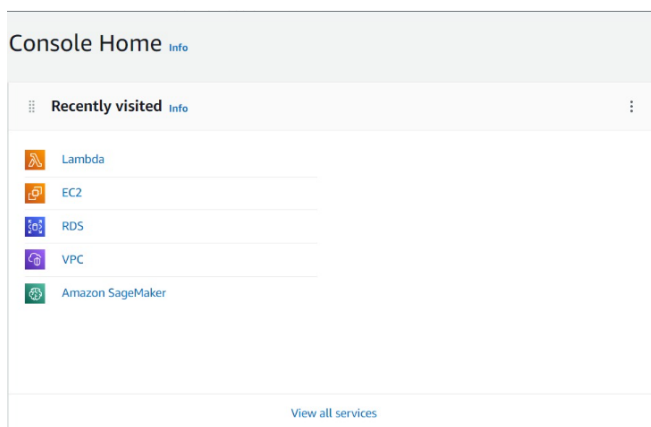 Console Home Info
Recently visited Info
Lambda
EC2
RDS
VPC
Amazon SageMaker
View all services